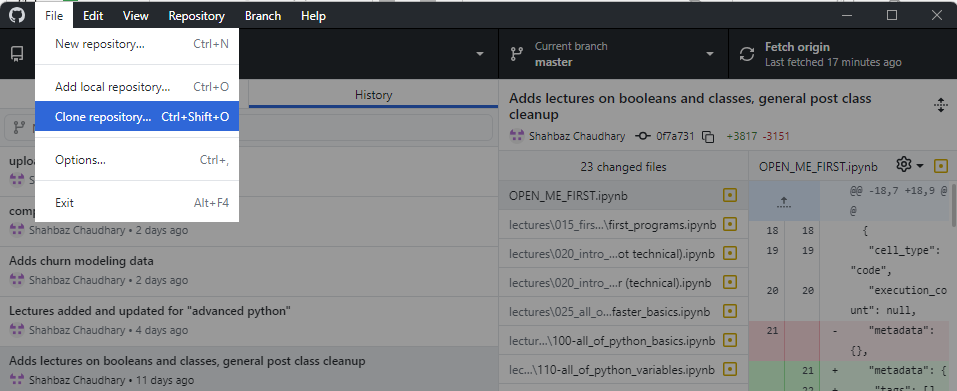 File Edit View Repository Branch Help
New repository... Ctrl+N
Add local repository... Ctrl+O
Clone repository... Ctrl+Shift+O
Options... Ctrl+,
Exit Alt+F4
Current branch
master
Fetch origin
Last fetched 17 minutes ago
History
uploa
S
comp
Shahbaz Chaudhary • 2 days ago
Adds churn modeling data
Shahbaz Chaudhary • 2 days ago
Lectures added and updated for "advanced python"
Shahbaz Chaudhary • 4 days ago
Adds lectures on booleans and classes, general post class cleanup
Shahbaz Chaudhary • 11 days ago
Adds lectures on booleans and classes, general post class
cleanup
Shahbaz Chaudhary 0f7a731 +3817 -3151
23 changed files
OPEN_ME_FIRST.ipynb
lectures\015_firs...\first_programs.ipynb
lectures\020_intro_...ot technical).ipynb
lectures\020_intro_...r (technical).ipynb
lectures\025_all_o...faster_basics.ipynb
lectur...\100-all_of_python_basics.ipynb
lec...\110-all_of_python_variables.ipynb
OPEN_ME_FIRST.ipynb
@@ -18,7 +18,9 @
@
18 18 {
19 19 "cell_type":
"code",
20 20 "execution_co
unt": null,
21 - "metadata":
{},
21 + "metadata": {
22 + "tags": [